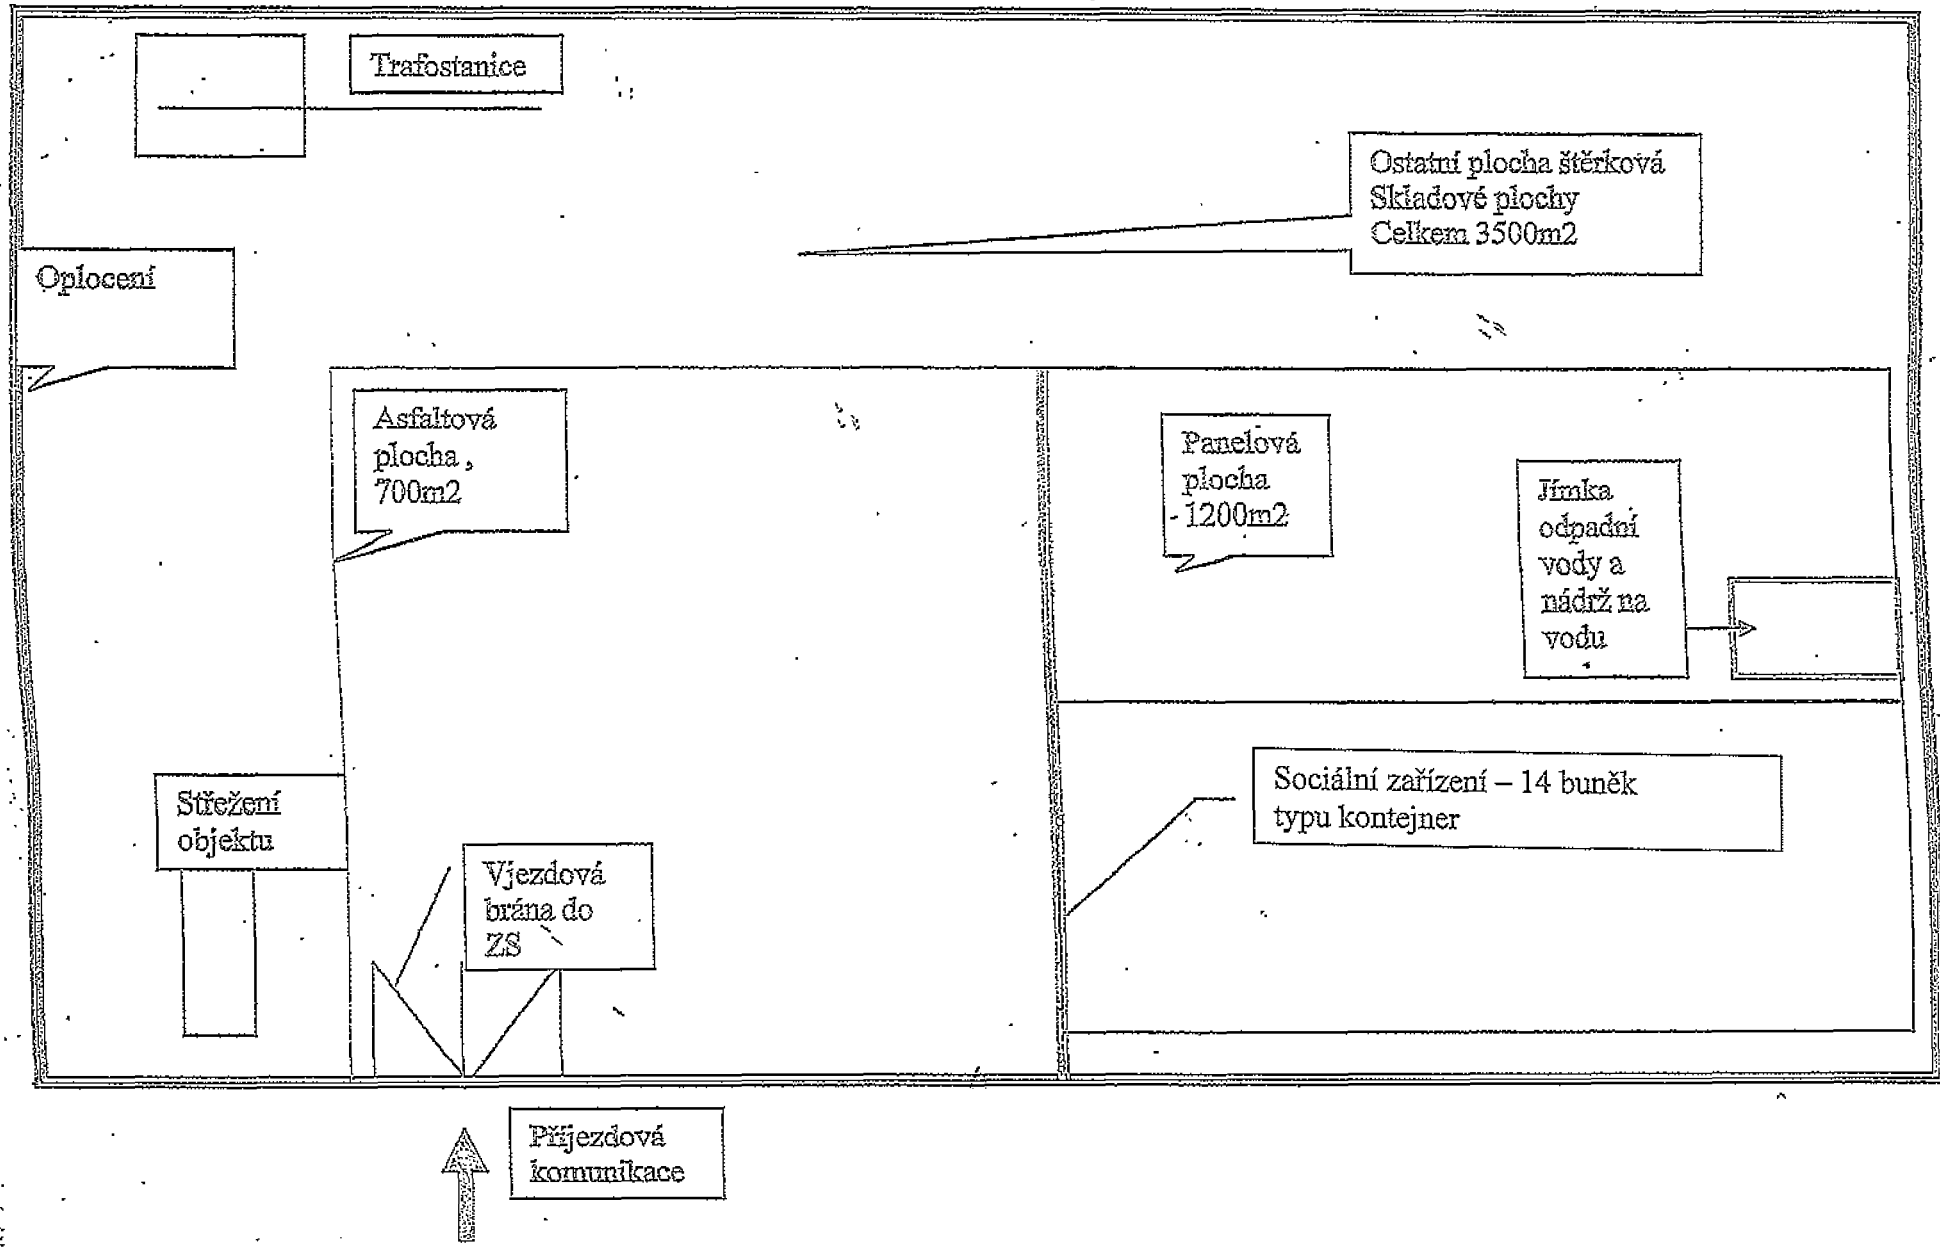 Trafostanice
Ostatní plocha štěrková
Skladové plochy
Celkem 3500m2
Oplocení
Asfaltová
plocha,
700m2
Panelová
plocha
1200m2
Jímka
odpadní
vody a
nádrž na
vodu
Sociální zařízení – 14 buněk
typu kontejner
Střežení
objektu
Vjezdová
brána do
ZS
Příjezdová
komunikace